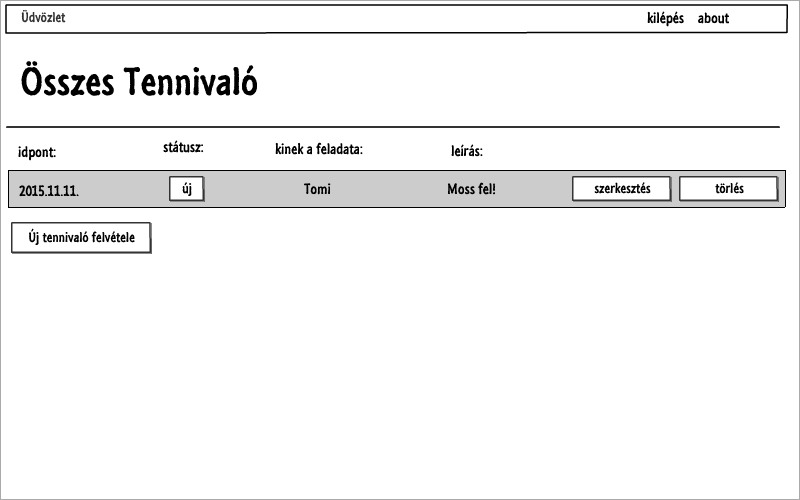 Üdvözlet kilépés about
Összes Tennivaló
idpont: státusz: kinek a feladata: leírás:
2015.11.11. új Tomi Moss fel! szerkesztés törlés
Új tennivaló felvétele